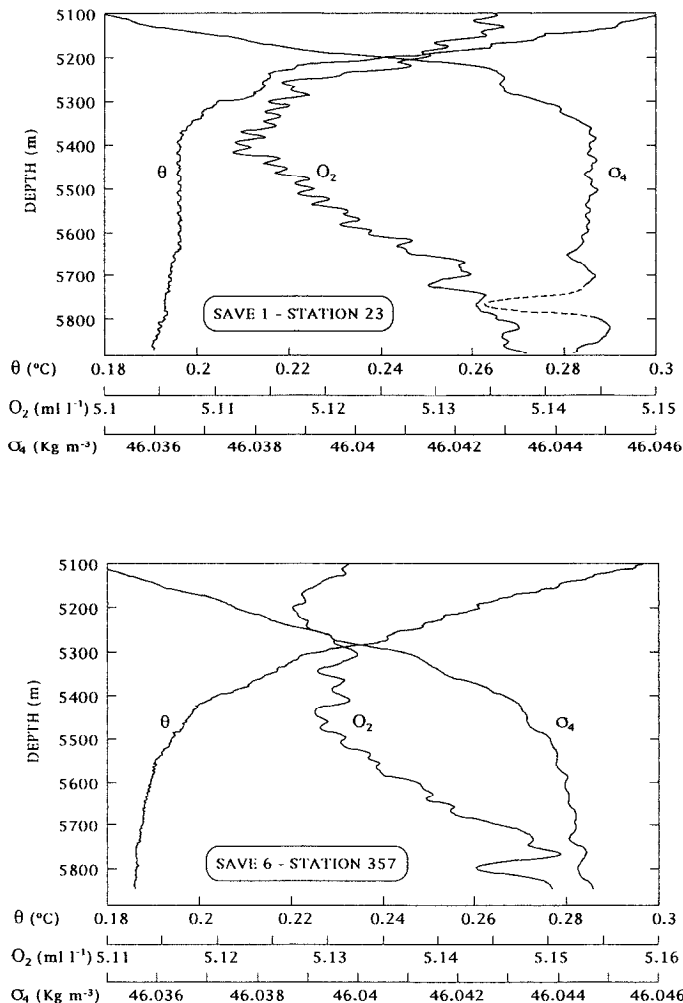 5100
5200
5300
5400
5500
5600
5700
5800
DEPTH (m)
θ
O₂
σ₄
SAVE 1 - STATION 23
θ (°C) 0.18 0.2 0.22 0.24 0.26 0.28 0.3
O₂ (ml l⁻¹) 5.1 5.11 5.12 5.13 5.14 5.15
σ₄ (Kg m⁻³) 46.036 46.038 46.04 46.042 46.044 46.046
5100
5200
5300
5400
5500
5600
5700
5800
DEPTH (m)
θ
O₂
σ₄
SAVE 6 - STATION 357
θ (°C) 0.18 0.2 0.22 0.24 0.26 0.28 0.3
O₂ (ml l⁻¹) 5.11 5.12 5.13 5.14 5.15 5.16
σ₄ (Kg m⁻³) 46.036 46.038 46.04 46.042 46.044 46.046